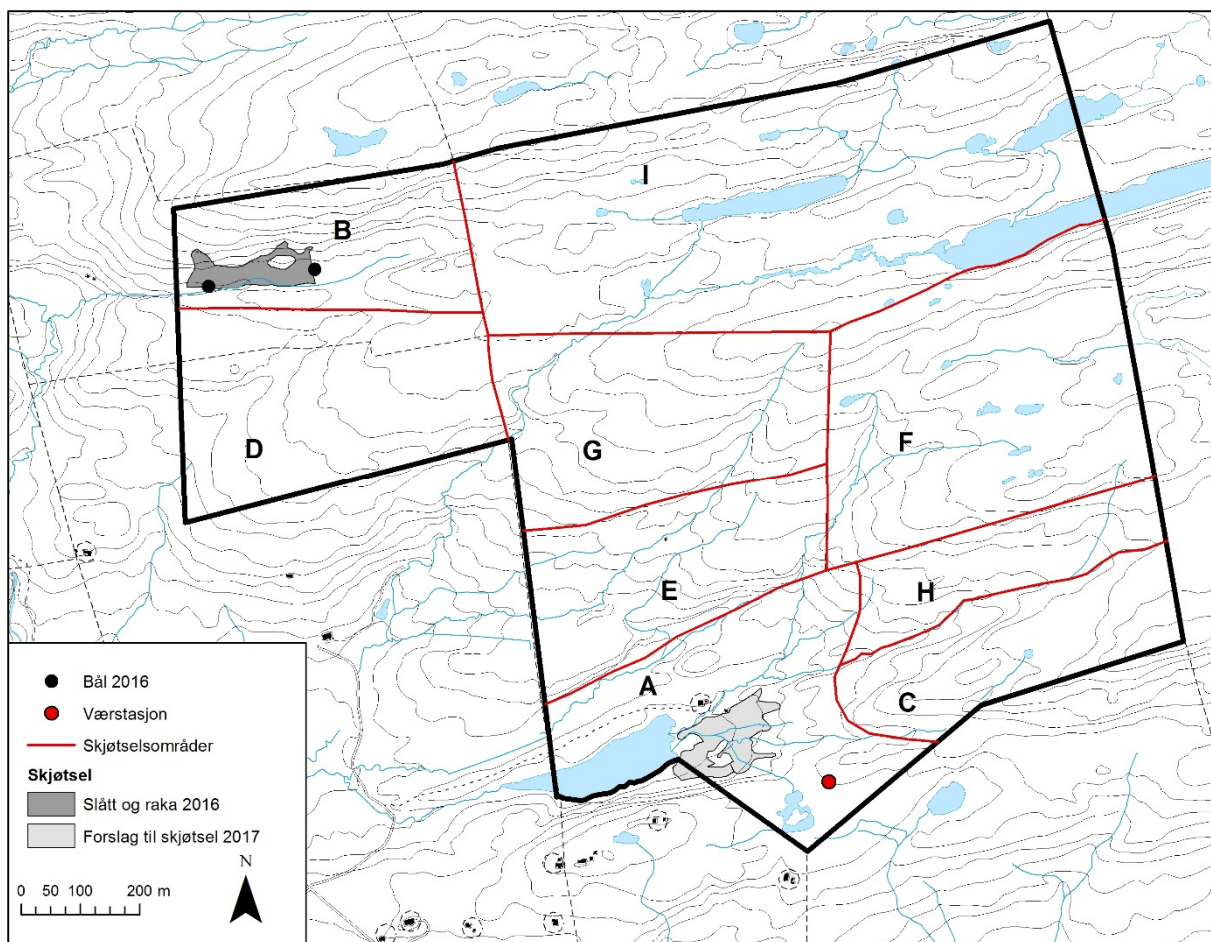 I
B
D
G
F
E
H
A
C
Bål 2016
Værstasjon
Skjøtselsområder
Skjøtsel
Slått og raka 2016
Forslag til skjøtsel 2017
N
0 50 100 200 m